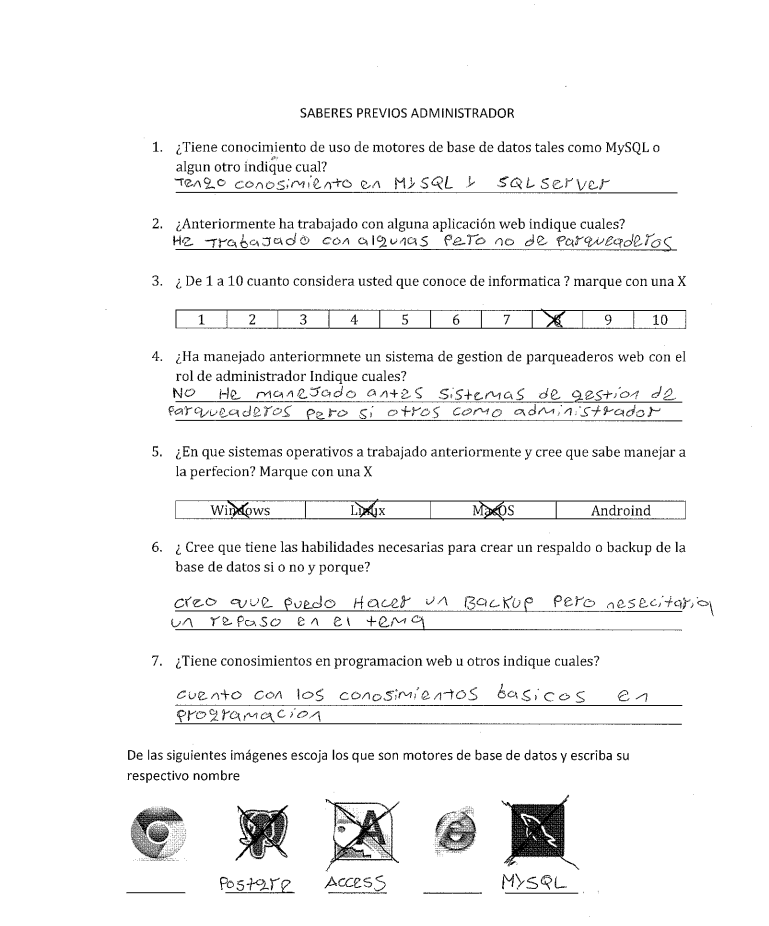 SABERES PREVIOS ADMINISTRADOR
1. ¿Tiene conocimiento de uso de motores de base de datos tales como MySQL o
algun otro indique cual?
Tengo conosimiento en MySQL y SQL server
2. ¿Anteriormente ha trabajado con alguna aplicación web indique cuales?
He trabajado con algunas pero no de parqueaderos
3. ¿ De 1 a 10 cuanto considera usted que conoce de informatica ? marque con una X
1 2 3 4 5 6 7 8 9 10
4. ¿Ha manejado anteriormnete un sistema de gestion de parqueaderos web con el
rol de administrador Indique cuales?
NO He manejado antes sistemas de gestion de
parqueaderos pero si otros como administrador
5. ¿En que sistemas operativos a trabajado anteriormente y cree que sabe manejar a
la perfecion? Marque con una X
Windows Linux MacOS Androind
6. ¿ Cree que tiene las habilidades necesarias para crear un respaldo o backup de la
base de datos si o no y porque?
creo que puedo Hacer un Backup pero nesecitaria
un repaso en el tema
7. ¿Tiene conosimientos en programacion web u otros indique cuales?
cuento con los conosimientos basicos en
programacion
De las siguientes imágenes escoja los que son motores de base de datos y escriba su
respectivo nombre
Postgre Access MySQL